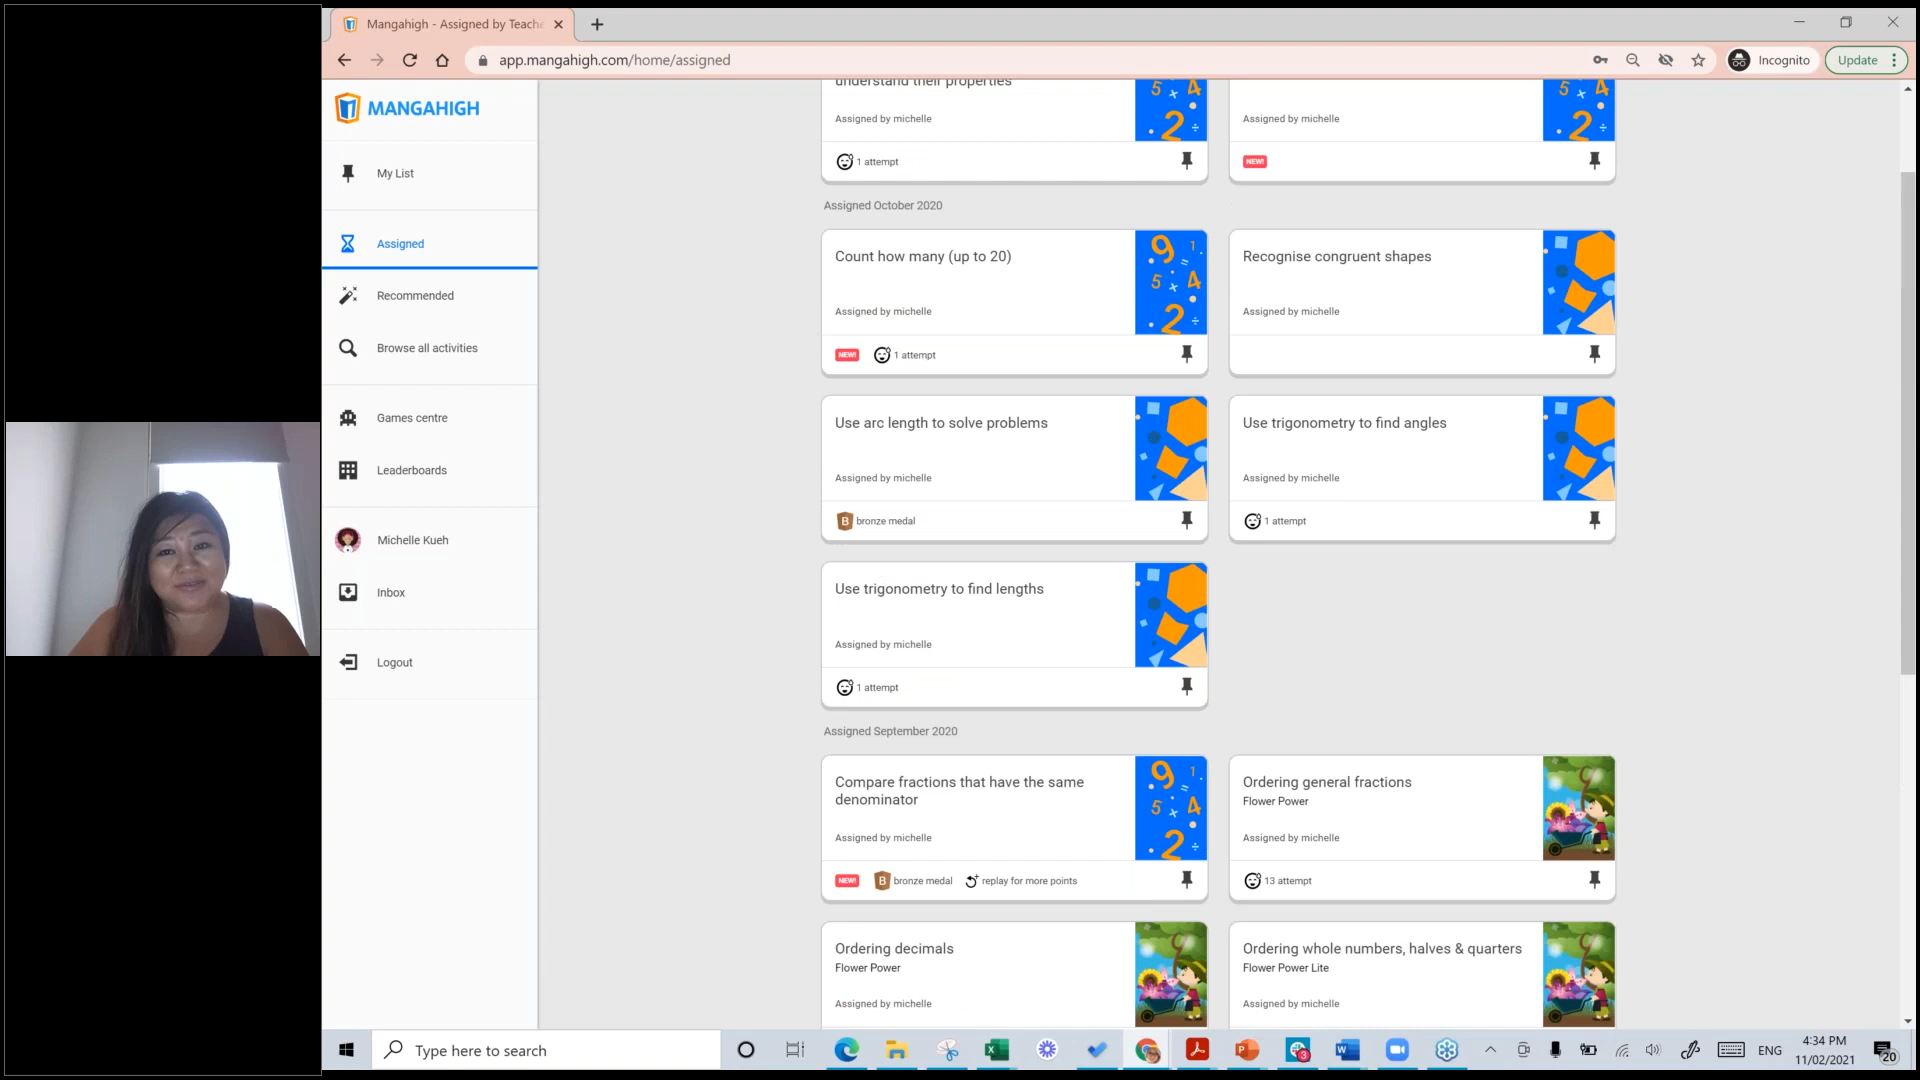 Mangahigh - Assigned by Teache
app.mangahigh.com/home/assigned
Incognito
Update
MANGAHIGH
My List
Assigned
Recommended
Browse all activities
Games centre
Leaderboards
Michelle Kueh
Inbox
Logout
understand their properties
Assigned by michelle
1 attempt
Assigned by michelle
NEW!
Assigned October 2020
Count how many (up to 20)
Assigned by michelle
NEW! 1 attempt
Recognise congruent shapes
Assigned by michelle
Use arc length to solve problems
Assigned by michelle
B bronze medal
Use trigonometry to find angles
Assigned by michelle
1 attempt
Use trigonometry to find lengths
Assigned by michelle
1 attempt
Assigned September 2020
Compare fractions that have the same
denominator
Assigned by michelle
NEW! B bronze medal replay for more points
Ordering general fractions
Flower Power
Assigned by michelle
13 attempt
Ordering decimals
Flower Power
Assigned by michelle
Ordering whole numbers, halves & quarters
Flower Power Lite
Assigned by michelle
Type here to search
ENG
4:34 PM
11/02/2021
20